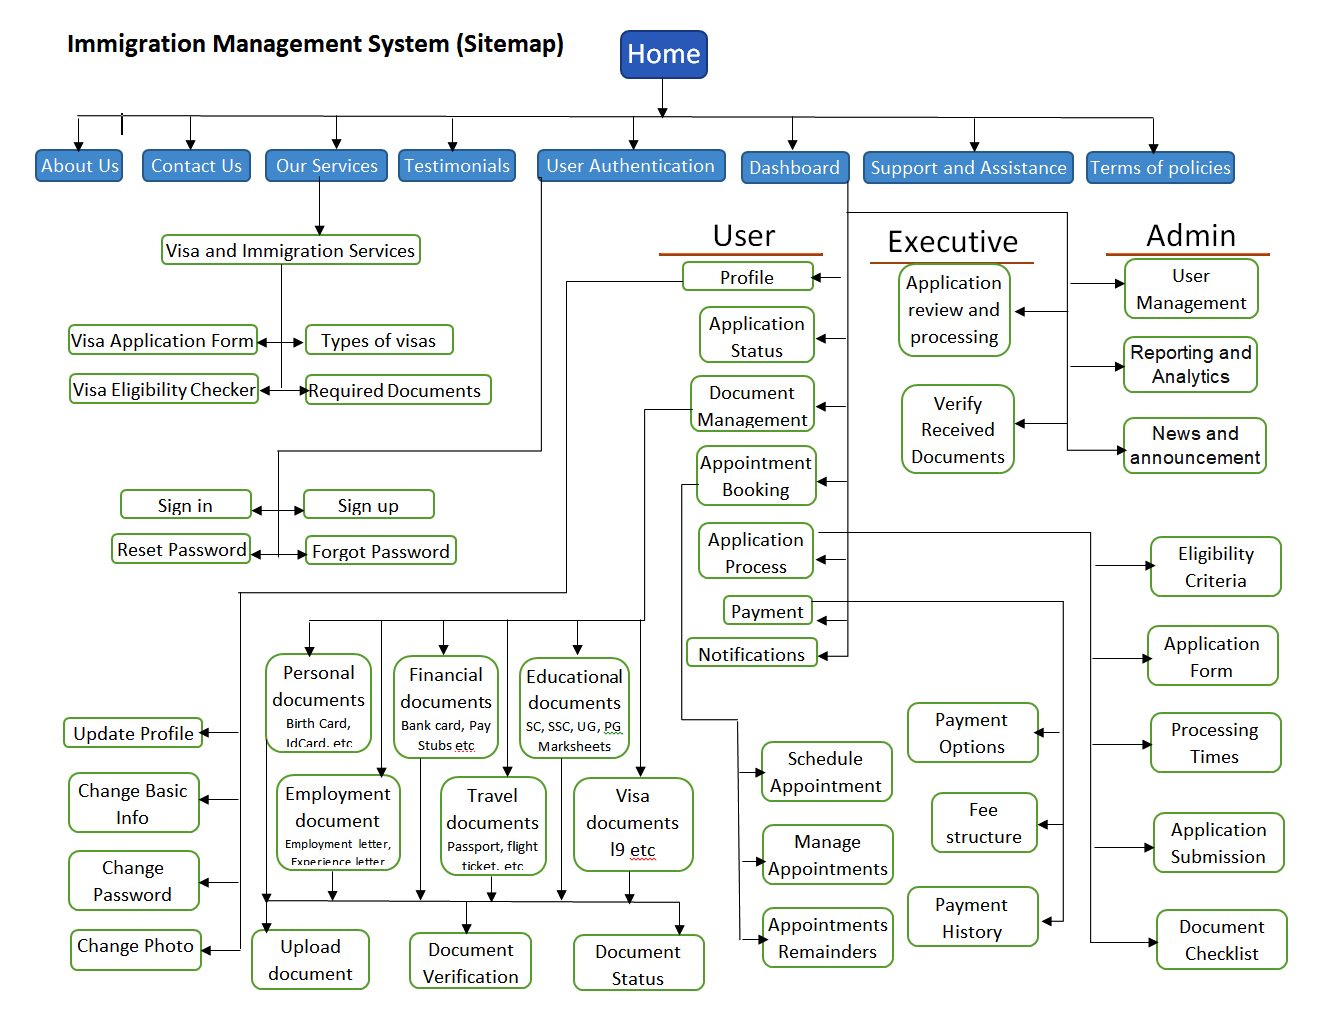 Immigration Management System (Sitemap)
Home
About Us
Contact Us
Our Services
Testimonials
User Authentication
Dashboard
Support and Assistance
Terms of policies
Visa and Immigration Services
Visa Application Form
Types of visas
Visa Eligibility Checker
Required Documents
Sign in
Sign up
Reset Password
Forgot Password
User
Profile
Application
Status
Document
Management
Appointment
Booking
Application
Process
Payment
Notifications
Executive
Application
review and
processing
Verify
Received
Documents
Admin
User
Management
Reporting and
Analytics
News and
announcement
Eligibility
Criteria
Application
Form
Processing
Times
Application
Submission
Document
Checklist
Payment
Options
Fee
structure
Payment
History
Schedule
Appointment
Manage
Appointments
Appointments
Remainders
Personal
documents
Birth Card,
IdCard, etc
Financial
documents
Bank card, Pay
Stubs etc
Educational
documents
SC, SSC, UG, PG
Marksheets
Employment
document
Employment letter,
Experience letter
Travel
documents
Passport, flight
ticket, etc
Visa
documents
I9 etc
Upload
document
Document
Verification
Document
Status
Update Profile
Change Basic
Info
Change
Password
Change Photo